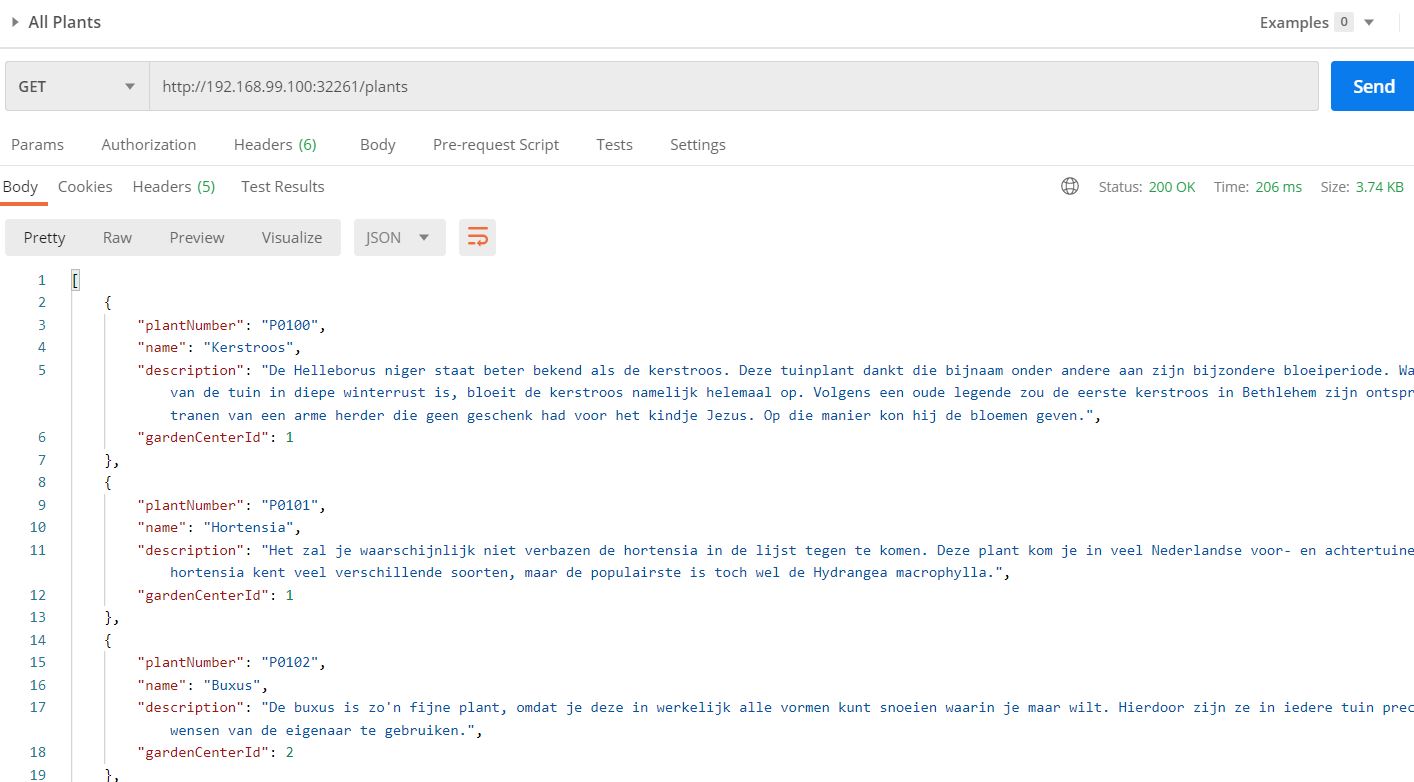 All Plants
Examples 0
GET http://192.168.99.100:32261/plants Send
Params Authorization Headers (6) Body Pre-request Script Tests Settings
Body Cookies Headers (5) Test Results Status: 200 OK Time: 206 ms Size: 3.74 KB
Pretty Raw Preview Visualize JSON
1 [
2 {
3 "plantNumber": "P0100",
4 "name": "Kerstroos",
5 "description": "De Helleborus niger staat beter bekend als de kerstroos. Deze tuinplant dankt die bijnaam onder andere aan zijn bijzondere bloeiperiode. Wa
van de tuin in diepe winterrust is, bloeit de kerstroos namelijk helemaal op. Volgens een oude legende zou de eerste kerstroos in Bethlehem zijn ontspr
tranen van een arme herder die geen geschenk had voor het kindje Jezus. Op die manier kon hij de bloemen geven.",
6 "gardenCenterId": 1
7 },
8 {
9 "plantNumber": "P0101",
10 "name": "Hortensia",
11 "description": "Het zal je waarschijnlijk niet verbazen de hortensia in de lijst tegen te komen. Deze plant kom je in veel Nederlandse voor- en achtertuine
hortensia kent veel verschillende soorten, maar de populairste is toch wel de Hydrangea macrophylla.",
12 "gardenCenterId": 1
13 },
14 {
15 "plantNumber": "P0102",
16 "name": "Buxus",
17 "description": "De buxus is zo'n fijne plant, omdat je deze in werkelijk alle vormen kunt snoeien waarin je maar wilt. Hierdoor zijn ze in iedere tuin prec
wensen van de eigenaar te gebruiken.",
18 "gardenCenterId": 2
19 },